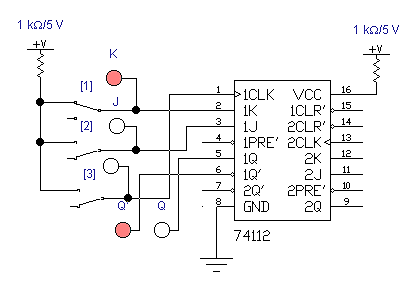 1 kΩ/5 V
1 kΩ/5 V
+V
+V
K
[1]
J
[2]
[3]
Q' Q
1 1CLK VCC 16
2 1K 1CLR' 15
3 1J 2CLR' 14
4 1PRE' 2CLK 13
5 1Q 2K 12
6 1Q' 2J 11
7 2Q' 2PRE' 10
8 GND 2Q 9
74112